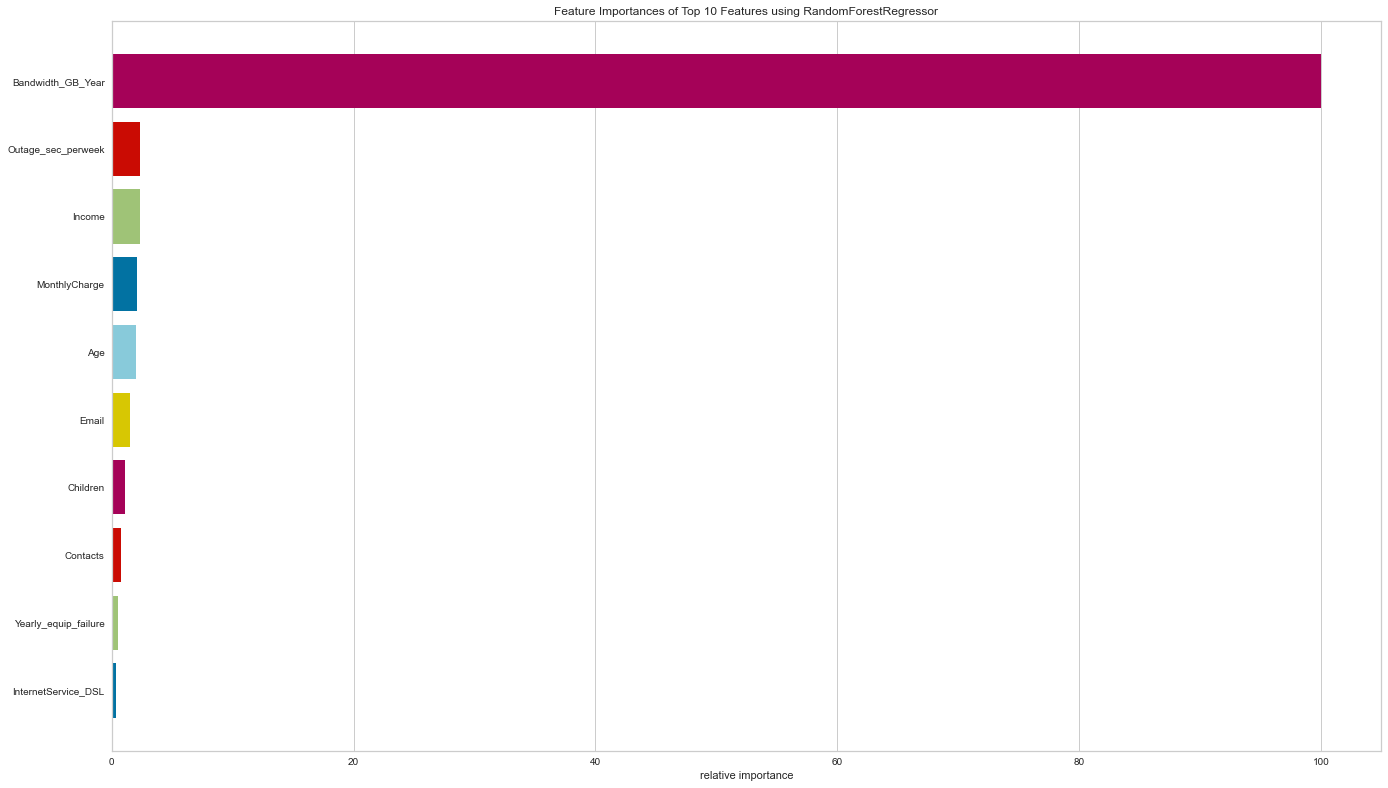 Feature Importances of Top 10 Features using RandomForestRegressor
Bandwidth_GB_Year
Outage_sec_perweek
Income
MonthlyCharge
Age
Email
Children
Contacts
Yearly_equip_failure
InternetService_DSL
0 20 40 60 80 100
relative importance